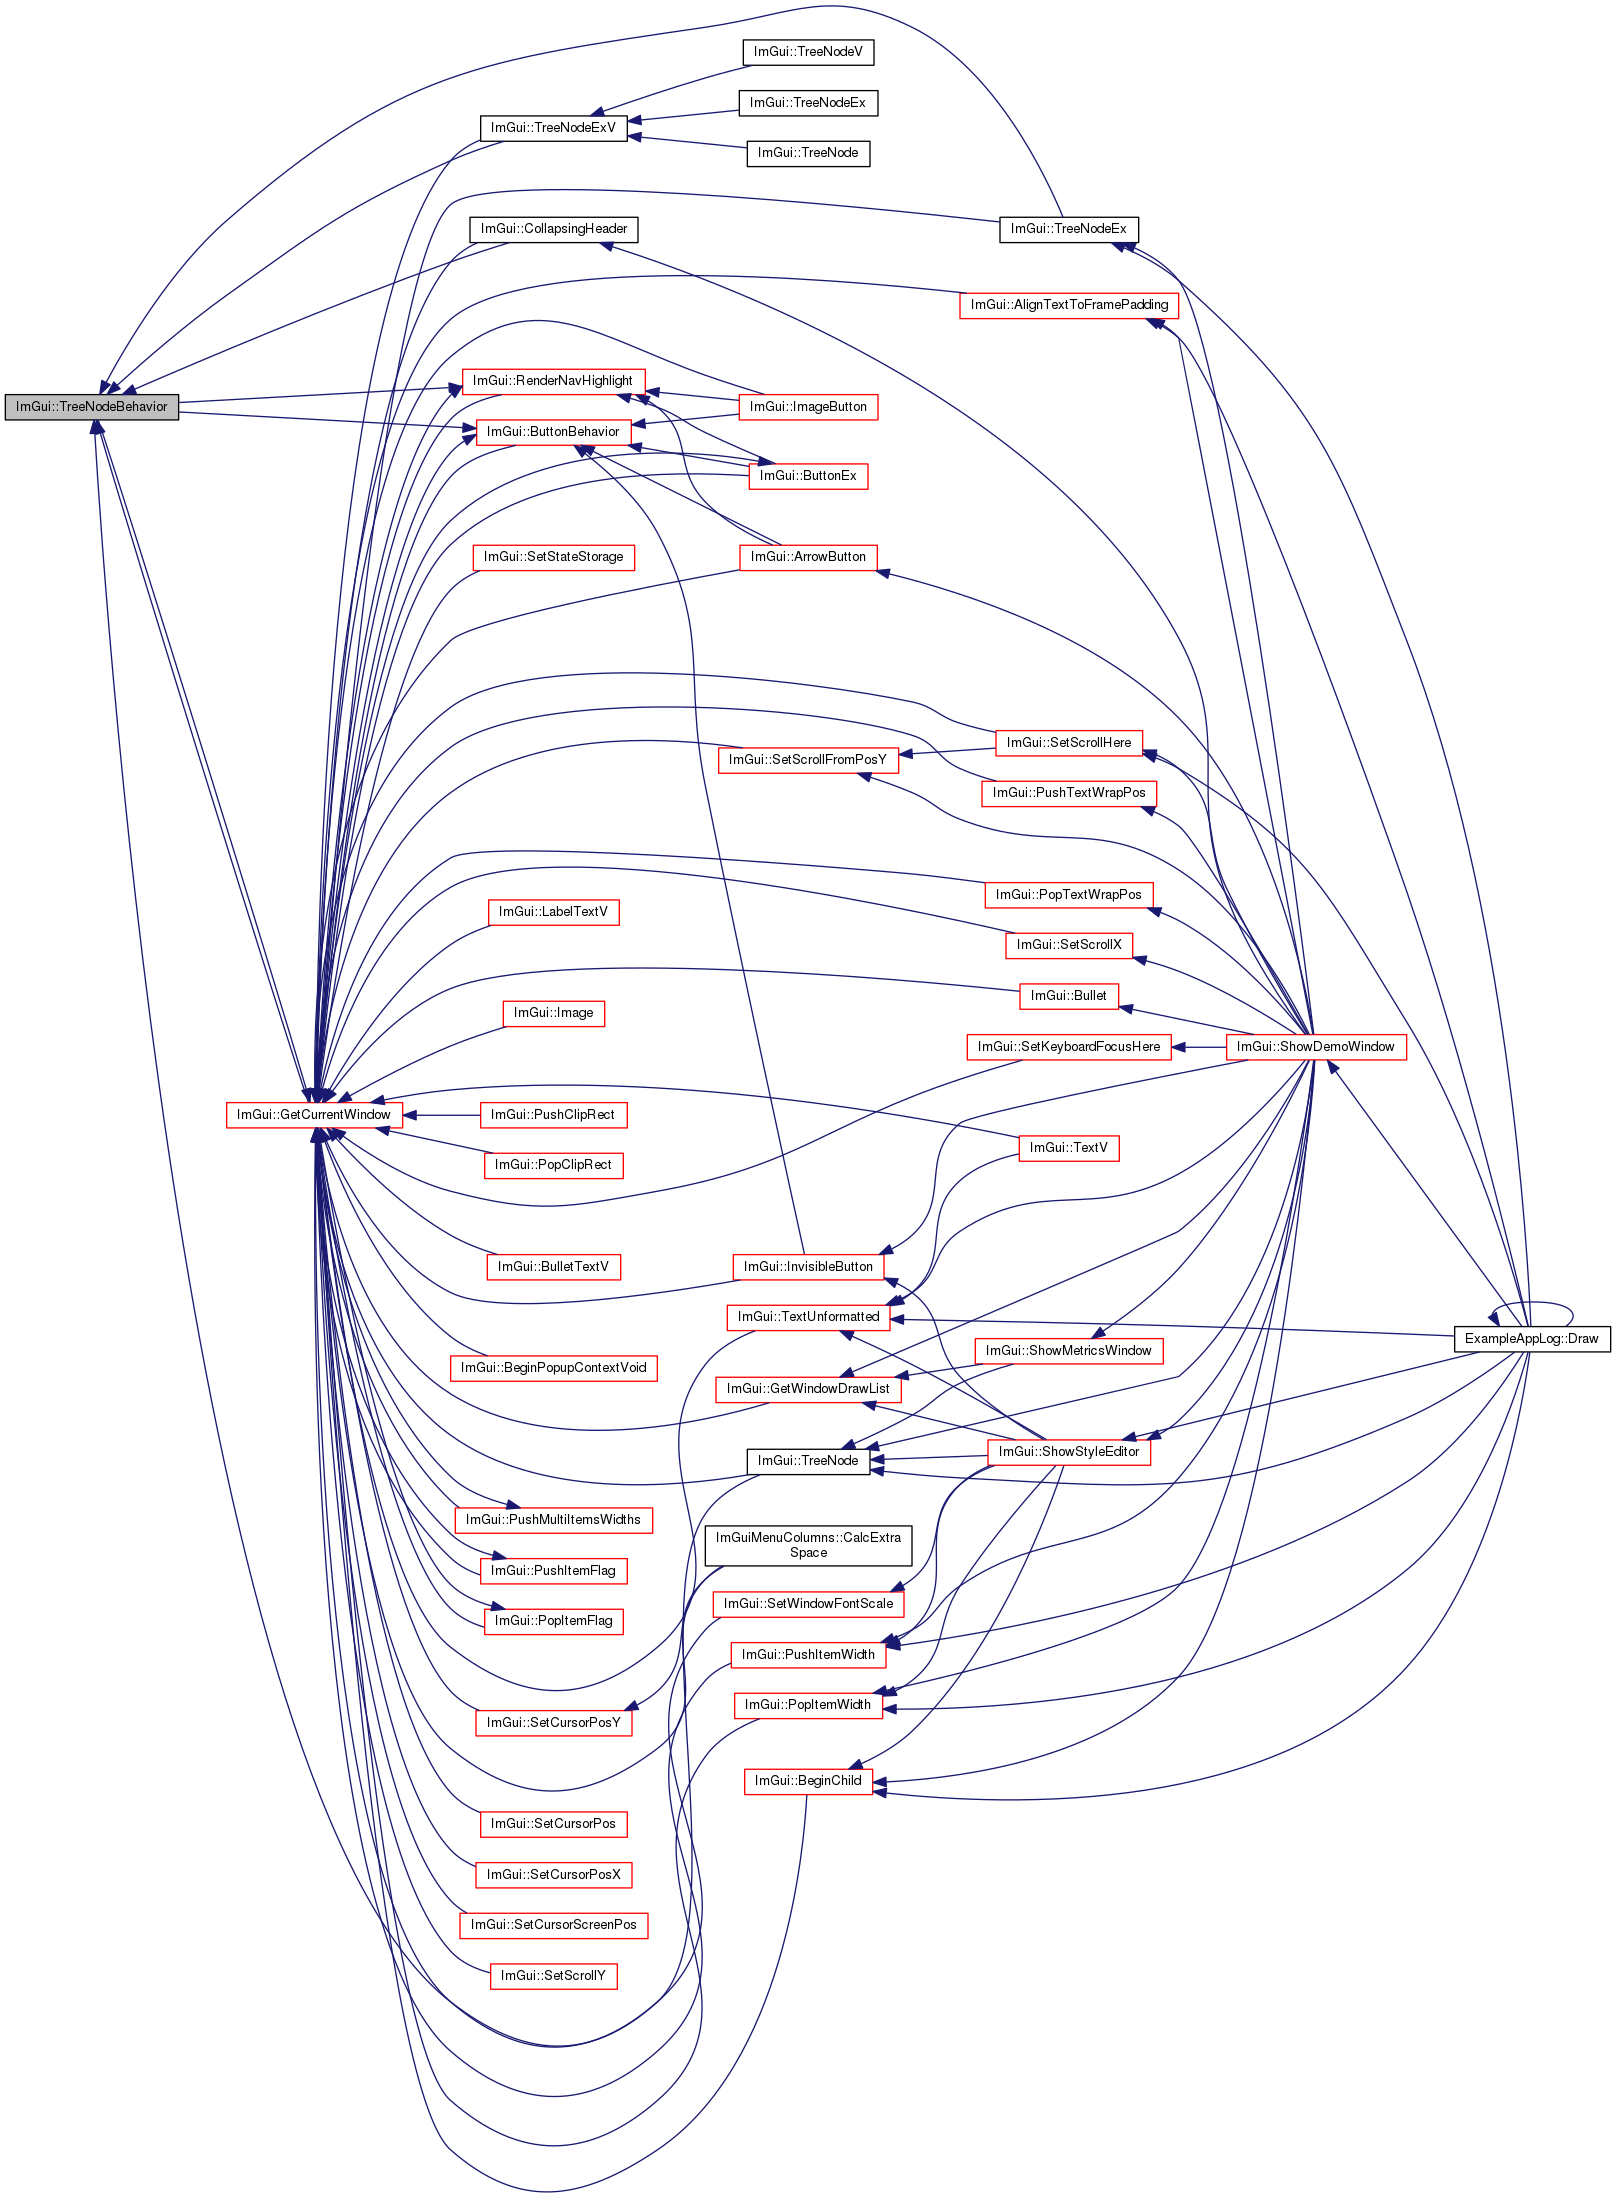 ImGui::TreeNodeV
ImGui::TreeNodeEx
ImGui::TreeNodeExV
ImGui::TreeNode
ImGui::CollapsingHeader
ImGui::TreeNodeEx
ImGui::AlignTextToFramePadding
ImGui::RenderNavHighlight
ImGui::TreeNodeBehavior
ImGui::ImageButton
ImGui::ButtonBehavior
ImGui::ButtonEx
ImGui::SetStateStorage
ImGui::ArrowButton
ImGui::SetScrollHere
ImGui::SetScrollFromPosY
ImGui::PushTextWrapPos
ImGui::PopTextWrapPos
ImGui::LabelTextV
ImGui::SetScrollX
ImGui::Bullet
ImGui::Image
ImGui::SetKeyboardFocusHere
ImGui::ShowDemoWindow
ImGui::GetCurrentWindow
ImGui::PushClipRect
ImGui::TextV
ImGui::PopClipRect
ImGui::BulletTextV
ImGui::InvisibleButton
ImGui::TextUnformatted
ExampleAppLog::Draw
ImGui::ShowMetricsWindow
ImGui::BeginPopupContextVoid
ImGui::GetWindowDrawList
ImGui::ShowStyleEditor
ImGui::TreeNode
ImGui::PushMultiItemsWidths
ImGuiMenuColumns::CalcExtra
Space
ImGui::PushItemFlag
ImGui::SetWindowFontScale
ImGui::PopItemFlag
ImGui::PushItemWidth
ImGui::PopItemWidth
ImGui::SetCursorPosY
ImGui::BeginChild
ImGui::SetCursorPos
ImGui::SetCursorPosX
ImGui::SetCursorScreenPos
ImGui::SetScrollY